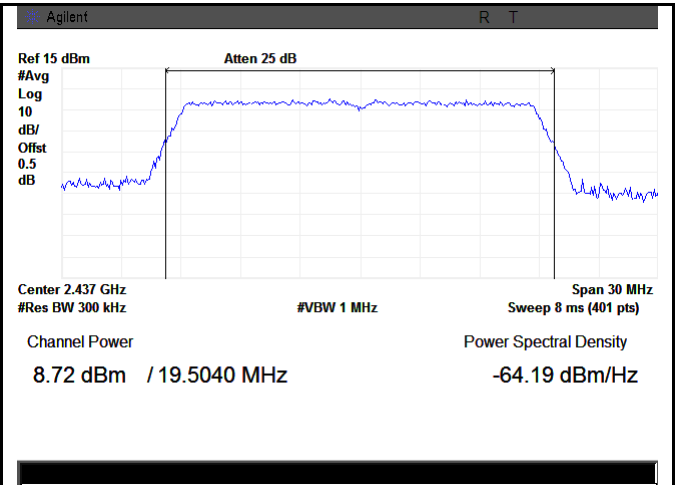 Agilent R T
Ref 15 dBm Atten 25 dB
#Avg
Log
10
dB/
Offst
0.5
dB
Center 2.437 GHz Span 30 MHz
#Res BW 300 kHz #VBW 1 MHz Sweep 8 ms (401 pts)
Channel Power Power Spectral Density
8.72 dBm / 19.5040 MHz -64.19 dBm/Hz